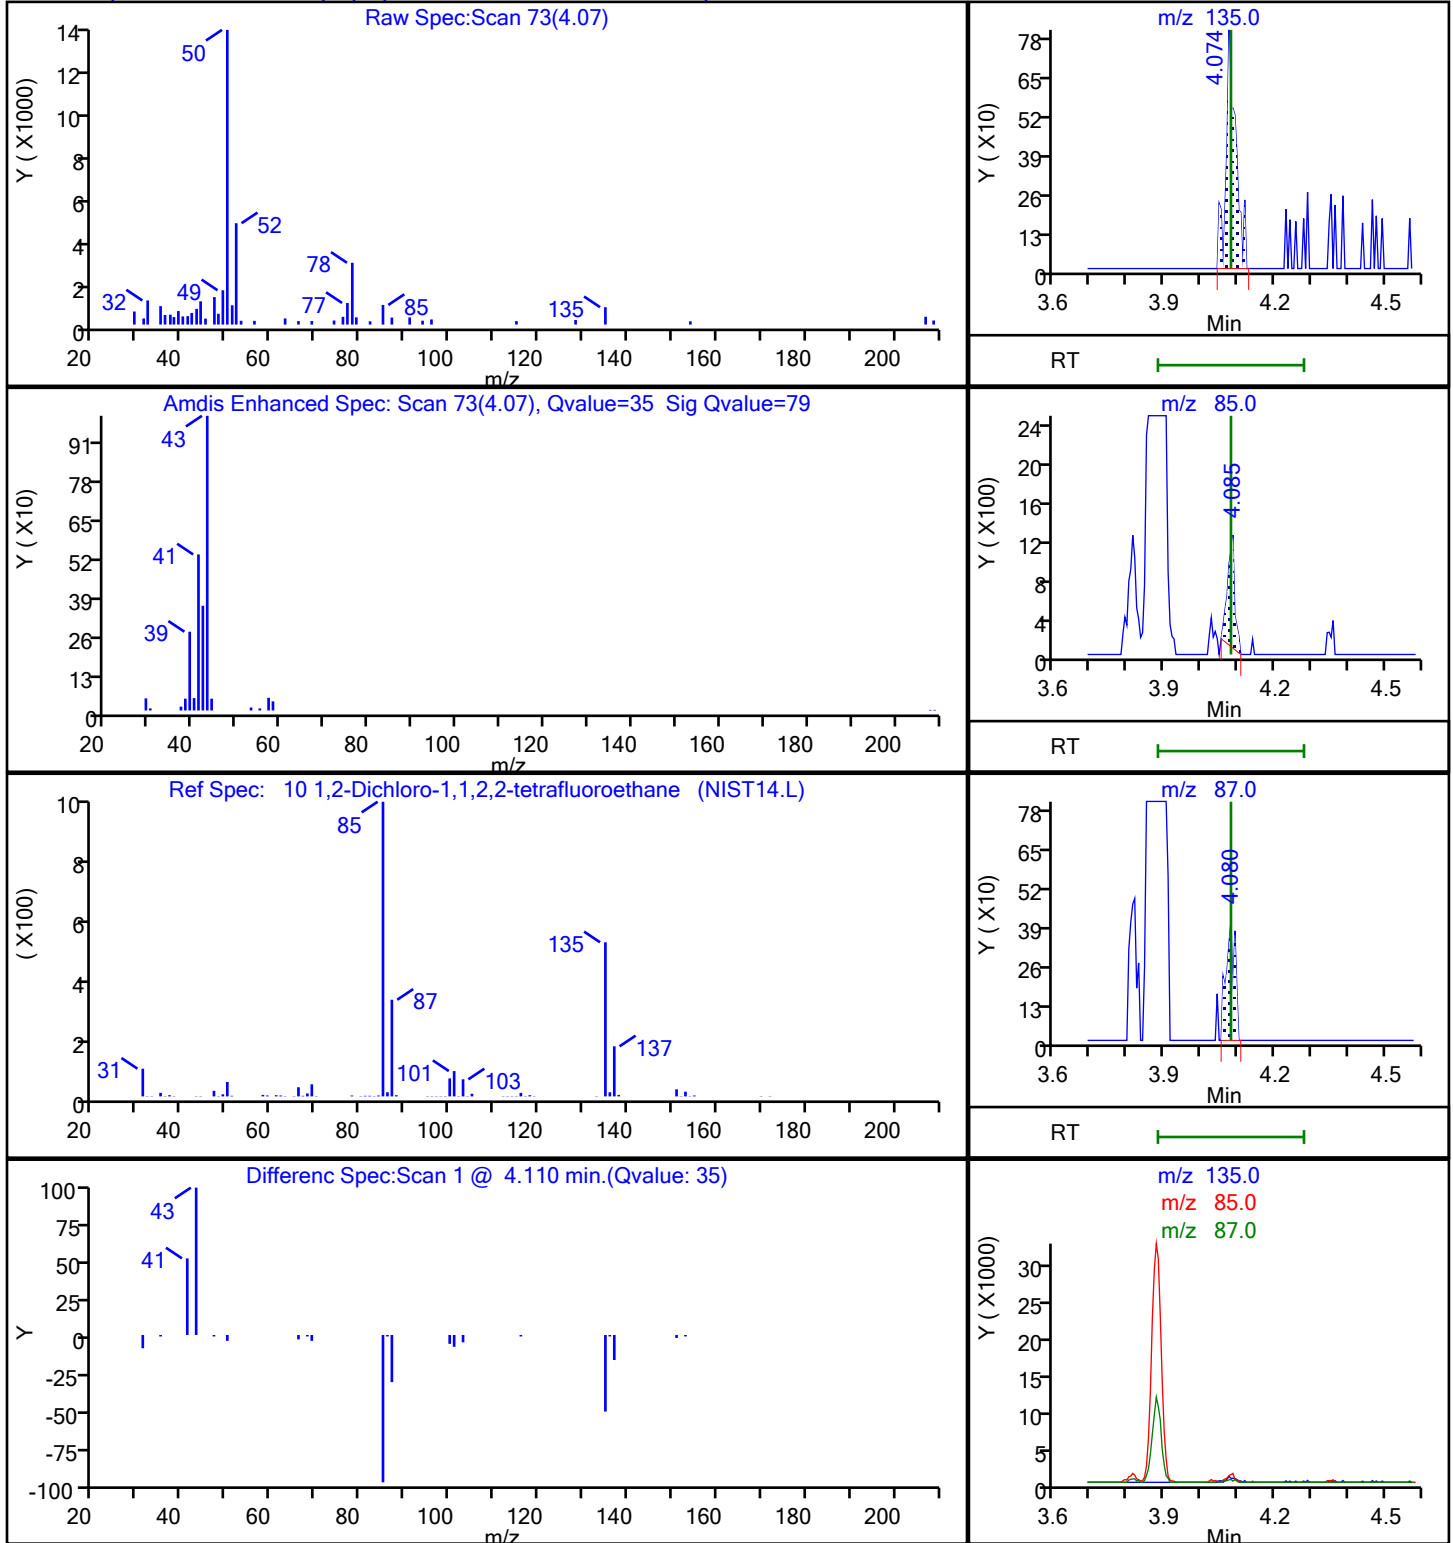 Raw Spec:Scan 73(4.07)
Y ( X1000)
14
12
10
8
6
4
2
0
50
52
78
49
32
77
85
135
20 40 60 80 100 120 140 160 180 200
m/z
m/z 135.0
Y ( X10)
78
65
52
39
26
13
0
4.074
3.6 3.9 4.2 4.5
Min
RT
Amdis Enhanced Spec: Scan 73(4.07), Qvalue=35 Sig Qvalue=79
Y ( X10)
91
78
65
52
39
26
13
0
43
41
39
20 40 60 80 100 120 140 160 180 200
m/z
m/z 85.0
Y ( X100)
24
20
16
12
8
4
0
4.085
3.6 3.9 4.2 4.5
Min
RT
Ref Spec: 10 1,2-Dichloro-1,1,2,2-tetrafluoroethane (NIST14.L)
( X100)
10
8
6
4
2
0
85
135
87
137
31
101
103
20 40 60 80 100 120 140 160 180 200
m/z 87.0
Y ( X10)
78
65
52
39
26
13
0
4.080
3.6 3.9 4.2 4.5
Min
RT
Differenc Spec:Scan 1 @ 4.110 min.(Qvalue: 35)
Y
100
75
50
25
0
-25
-50
-75
-100
43
41
20 40 60 80 100 120 140 160 180 200
m/z
m/z 135.0
m/z 85.0
m/z 87.0
Y ( X1000)
30
25
20
15
10
5
0
3.6 3.9 4.2 4.5
Min